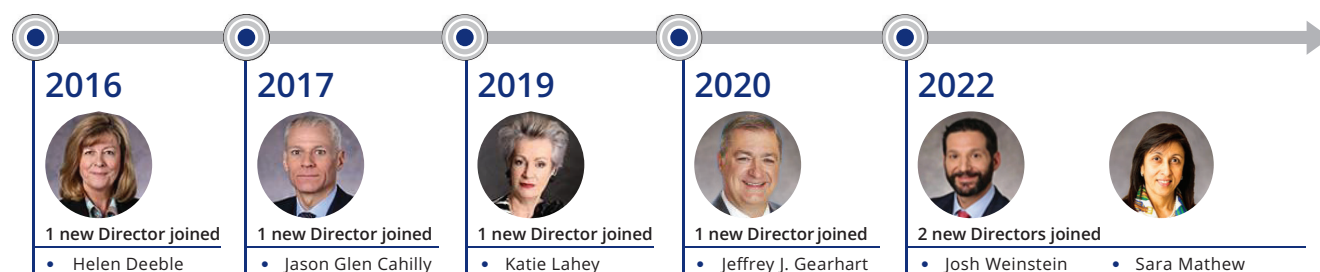 2016
2017
2019
2020
2022
1 new Director joined
1 new Director joined
1 new Director joined
1 new Director joined
2 new Directors joined
• Helen Deeble
• Jason Glen Cahilly
• Katie Lahey
• Jeffrey J. Gearhart
• Josh Weinstein
• Sara Mathew